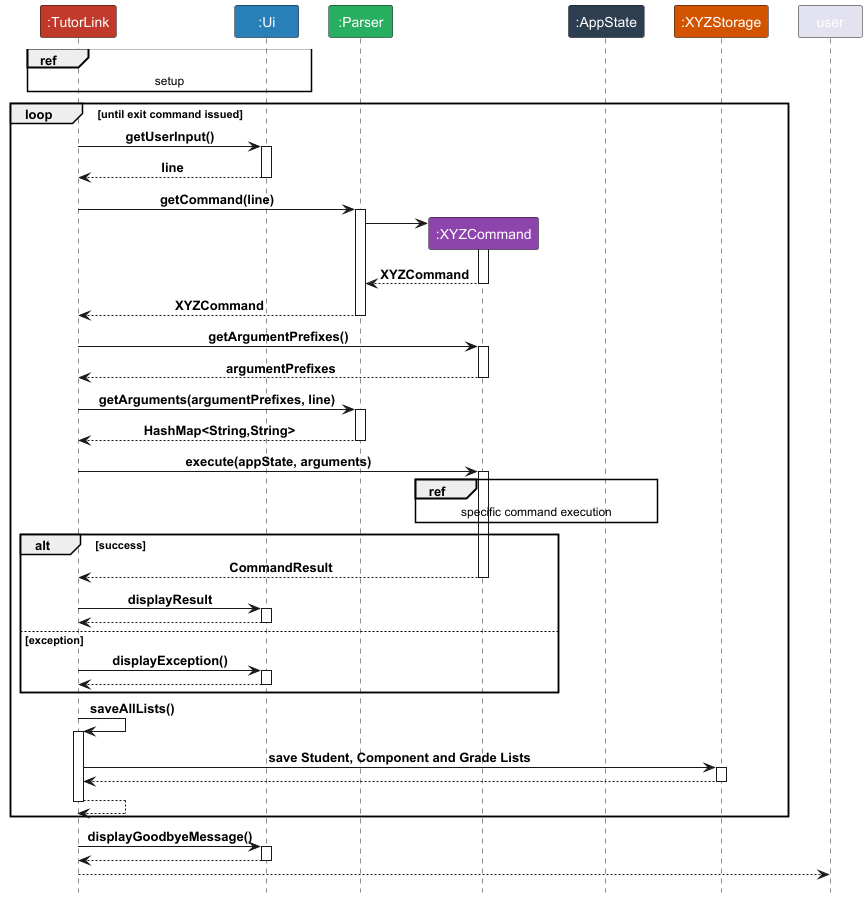 :TutorLink
:Ui
:Parser
:AppState
:XYZStorage
user
ref
setup
loop
[until exit command issued]
getUserInput()
line
getCommand(line)
:XYZCommand
XYZCommand
XYZCommand
getArgumentPrefixes()
argumentPrefixes
getArguments(argumentPrefixes, line)
HashMap<String,String>
execute(appState, arguments)
ref
specific command execution
alt
[success]
CommandResult
displayResult
[exception]
displayException()
saveAllLists()
save Student, Component and Grade Lists
displayGoodbyeMessage()